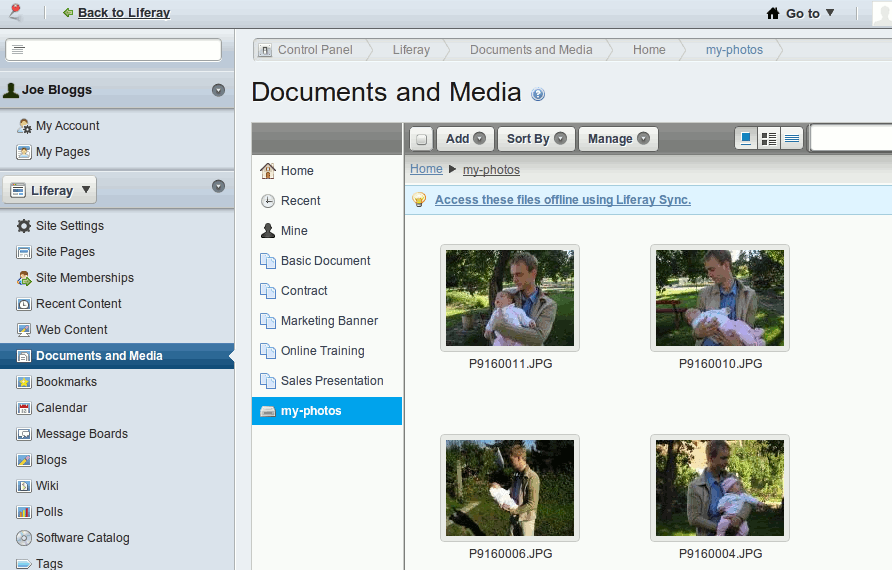 Back to Liferay
Go to
Joe Bloggs
My Account
My Pages
Liferay
Site Settings
Site Pages
Site Memberships
Recent Content
Web Content
Documents and Media
Bookmarks
Calendar
Message Boards
Blogs
Wiki
Polls
Software Catalog
Tags
Control Panel Liferay Documents and Media Home my-photos
Documents and Media
Home
Recent
Mine
Basic Document
Contract
Marketing Banner
Online Training
Sales Presentation
my-photos
Add Sort By Manage
Home my-photos
Access these files offline using Liferay Sync.
P9160011.JPG P9160010.JPG
P9160006.JPG P9160004.JPG